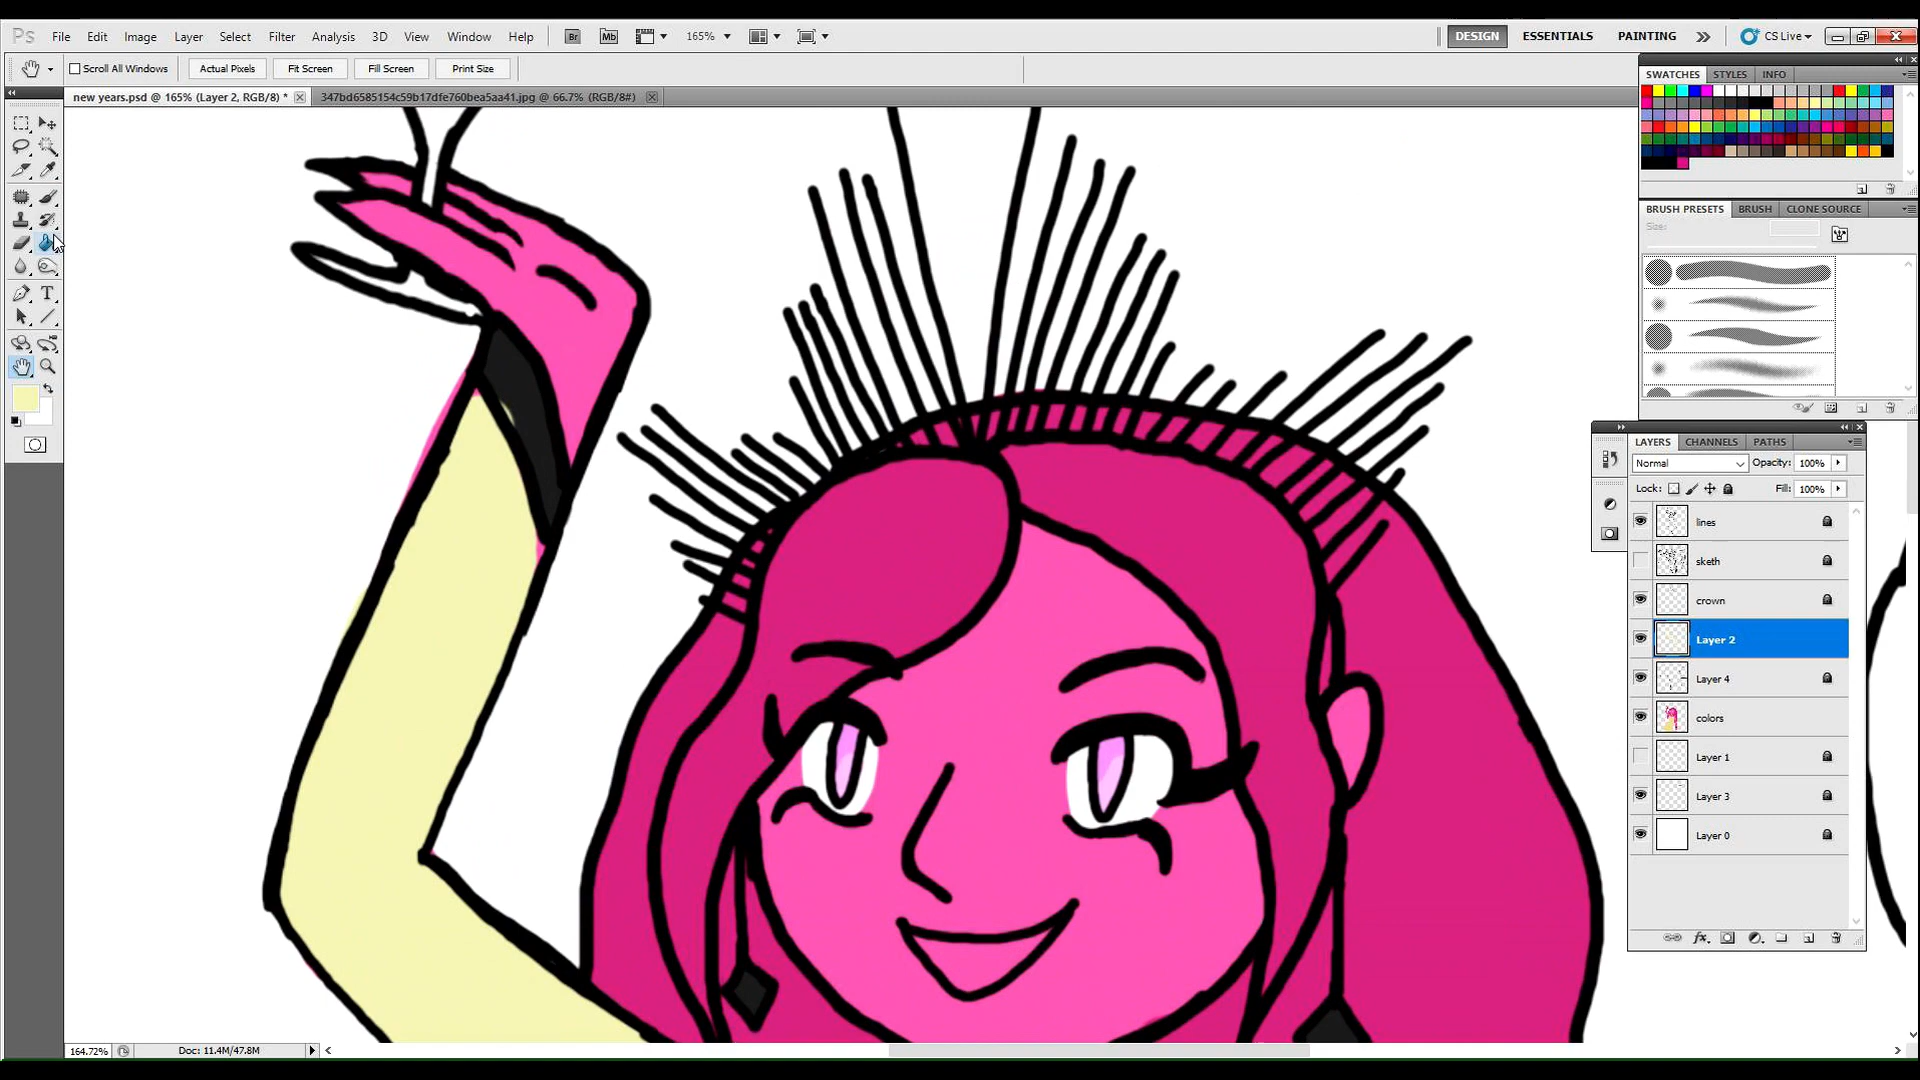 Ps File Edit Image Layer Select Filter Analysis 3D View Window Help Br Mb 165% DESIGN ESSENTIALS PAINTING CS Live
Scroll All Windows Actual Pixels Fit Screen Fill Screen Print Size
new years.psd @ 165% (Layer 2, RGB/8) * 347bd6585154c59b17dfe760bea5aa41.jpg @ 66.7% (RGB/8#)
SWATCHES STYLES INFO
BRUSH PRESETS BRUSH CLONE SOURCE
Size:
T
LAYERS CHANNELS PATHS
Normal Opacity: 100%
Lock: Fill: 100%
lines
sketh
crown
Layer 2
Layer 4
colors
Layer 1
Layer 3
Layer 0
fx
164.72% Doc: 11.4M/47.8M